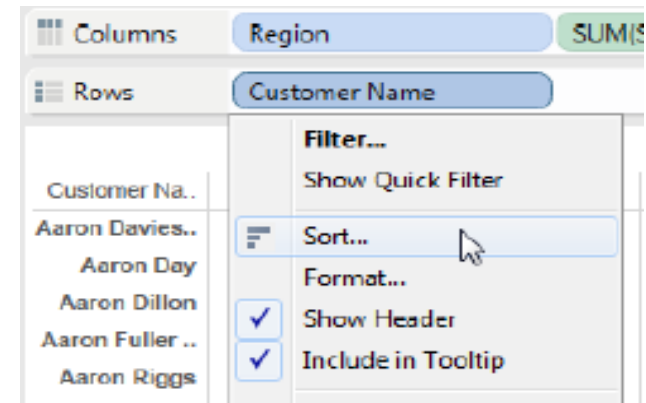 Columns Region SUM(S
Rows Customer Name
Filter...
Show Quick Filter
Customer Na..
Aaron Davies..
Sort...
Aaron Day
Format...
Aaron Dillon
Show Header
Aaron Fuller ..
Include in Tooltip
Aaron Riggs